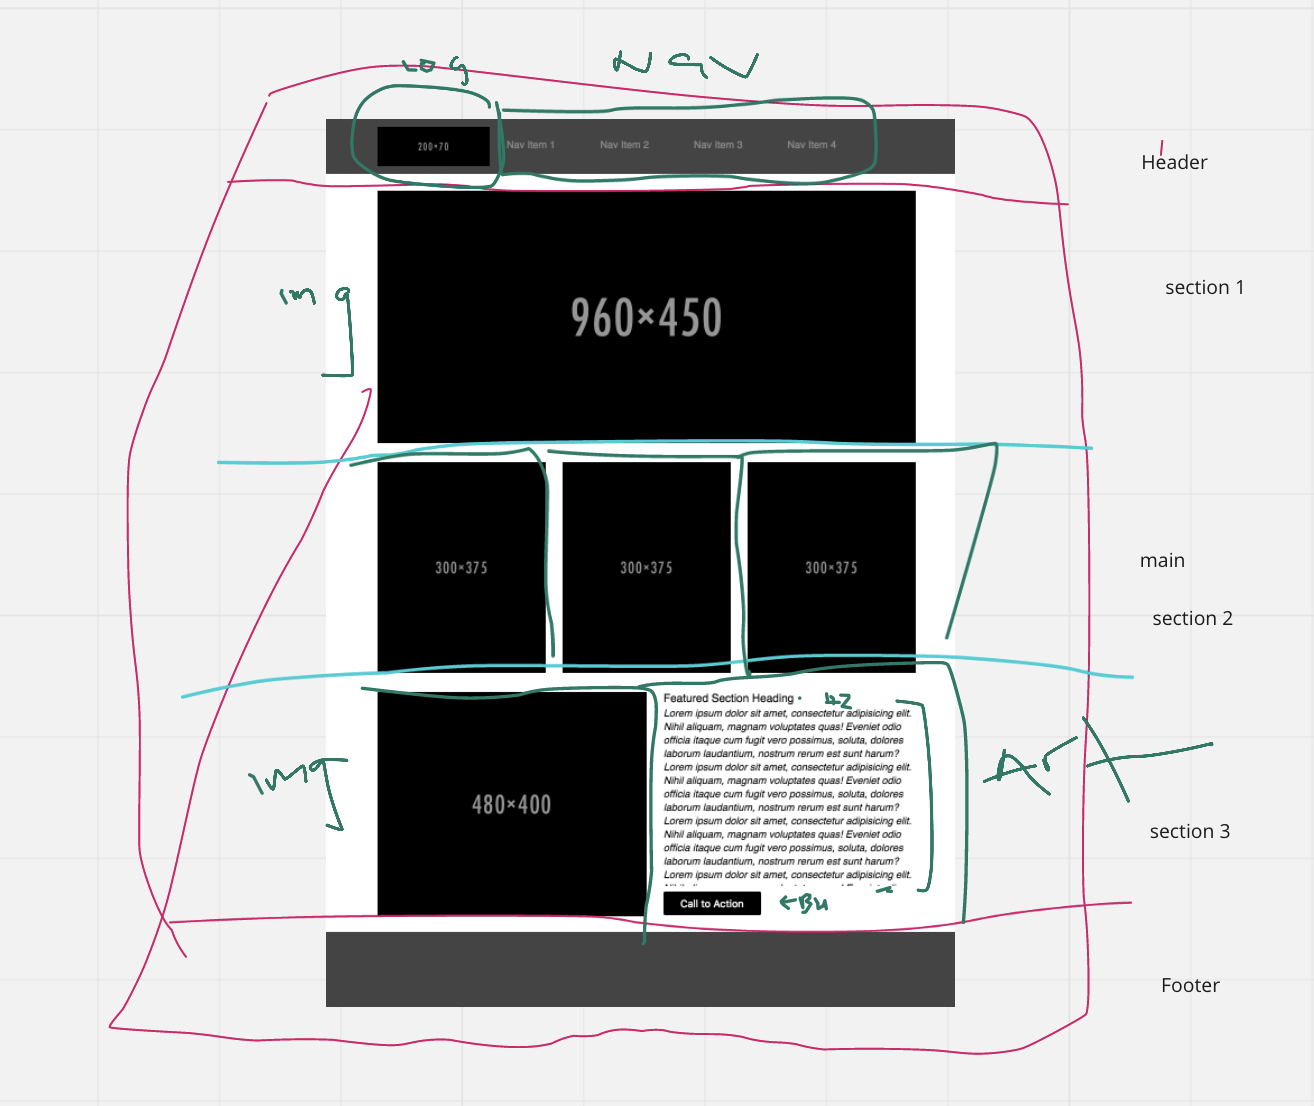 LOG
NAV
200×70
Nav Item 1
Nav Item 2
Nav Item 3
Nav Item 4
Header
img
960×450
section 1
300×375
300×375
300×375
main
section 2
img
480×400
Featured Section Heading
Lorem ipsum dolor sit amet, consectetur adipisicing elit.
Nihil aliquam, magnam voluptates quas! Eveniet odio
officia itaque cum fugit vero possimus, soluta, dolores
laborum laudantium, nostrum rerum est sunt harum?
Lorem ipsum dolor sit amet, consectetur adipisicing elit.
Nihil aliquam, magnam voluptates quas! Eveniet odio
officia itaque cum fugit vero possimus, soluta, dolores
laborum laudantium, nostrum rerum est sunt harum?
Lorem ipsum dolor sit amet, consectetur adipisicing elit.
Nihil aliquam, magnam voluptates quas! Eveniet odio
officia itaque cum fugit vero possimus, soluta, dolores
laborum laudantium, nostrum rerum est sunt harum?
Lorem ipsum dolor sit amet, consectetur adipisicing elit.
Call to Action
Art
section 3
Footer